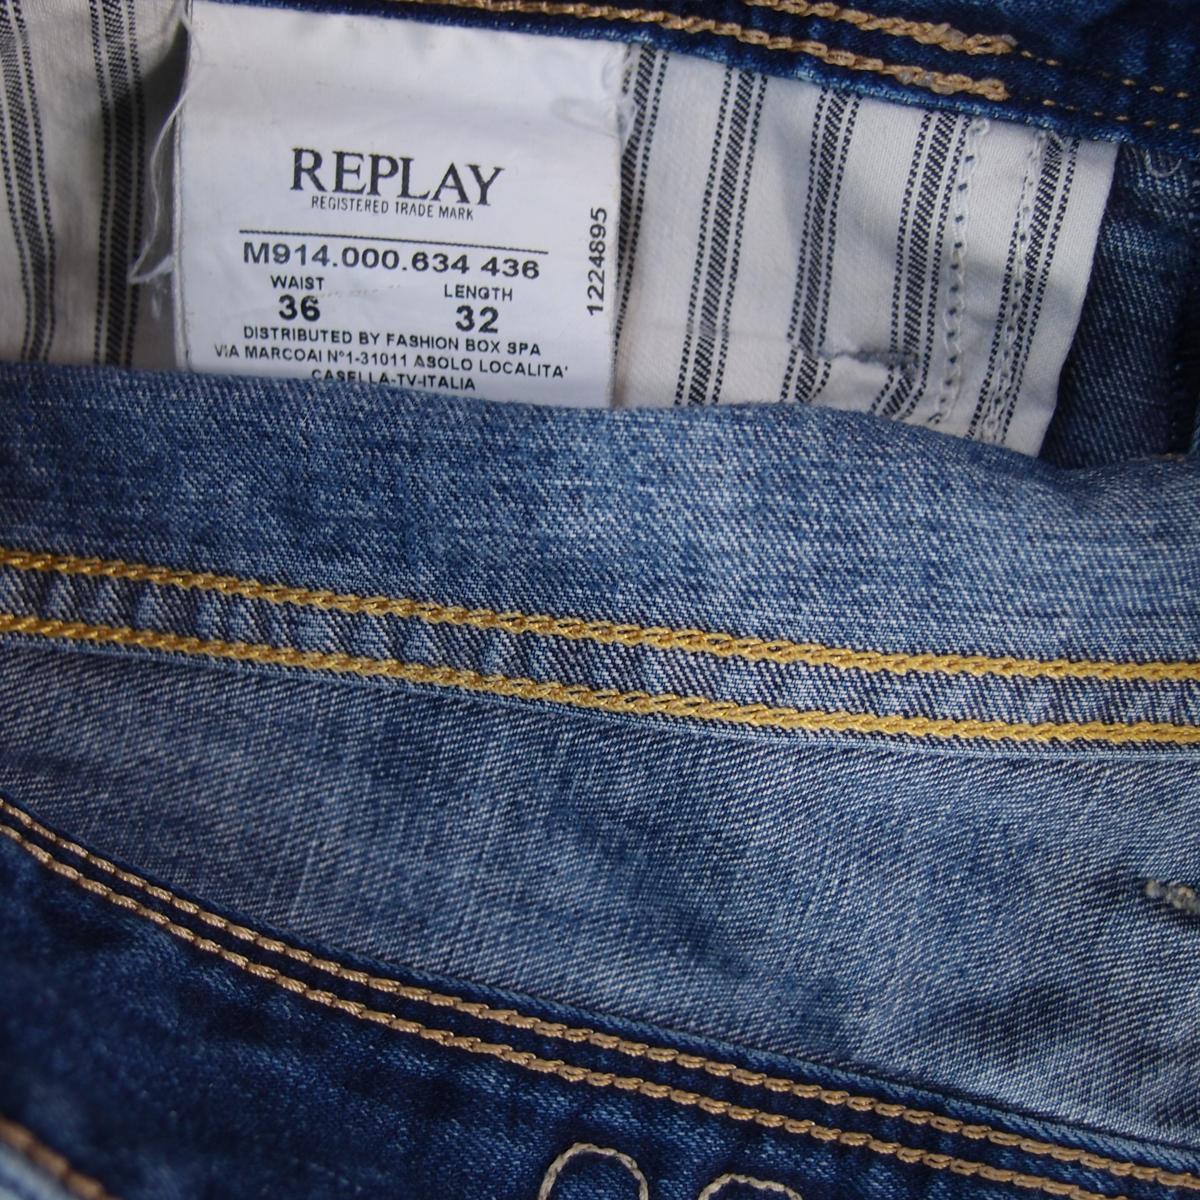 REPLAY
REGISTERED TRADE MARK
M914.000.634 436
WAIST LENGTH
36 32
DISTRIBUTED BY FASHION BOX SPA
VIA MARCOAI N°1-31011 ASOLO LOCALITA'
CASELLA-TV-ITALIA
1224895